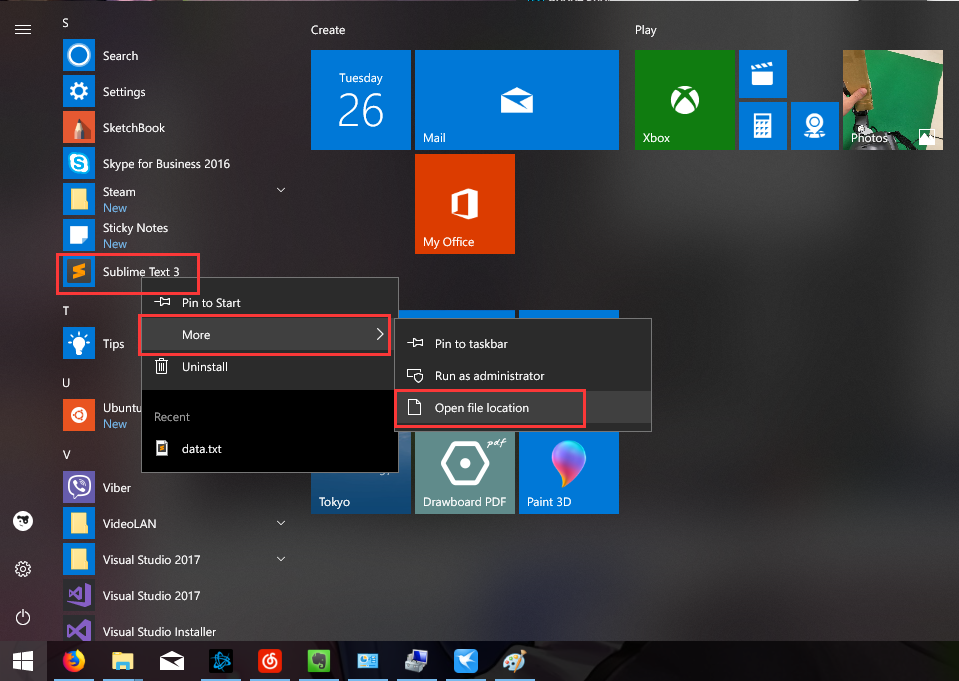 S
Search
Settings
SketchBook
Skype for Business 2016
Steam
New
Sticky Notes
New
Sublime Text 3
T
Tips
U
Ubuntu
New
V
Viber
VideoLAN
Visual Studio 2017
Visual Studio 2017
Visual Studio Installer
Pin to Start
More
Uninstall
Recent
data.txt
Pin to taskbar
Run as administrator
Open file location
Create
Tuesday
26
Mail
My Office
Tokyo
pdf
Drawboard PDF
Paint 3D
Play
Xbox
Photos